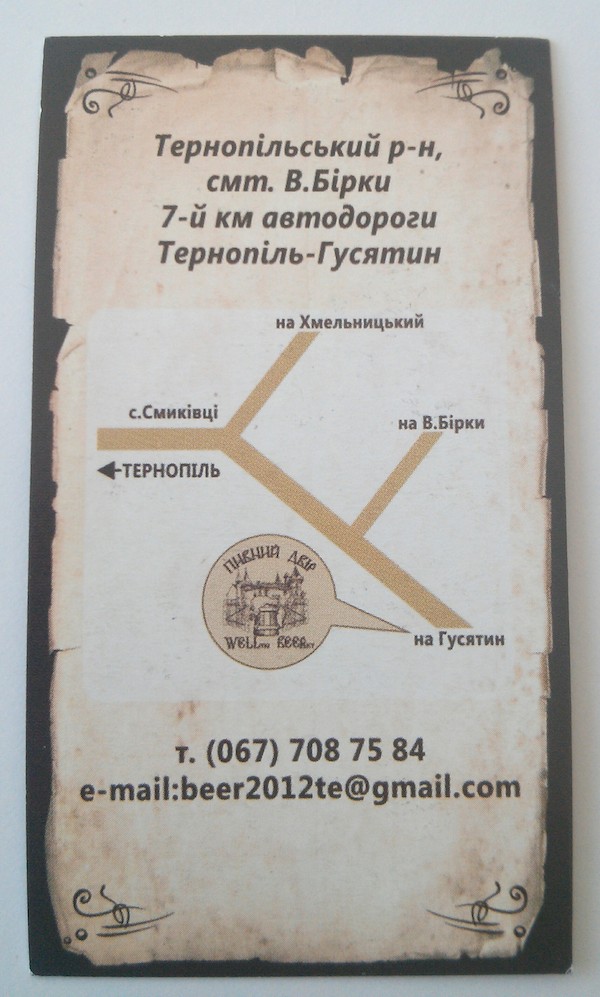 Тернопільський р-н,
смт. В.Бірки
7-й км автодороги
Тернопіль-Гусятин
на Хмельницький
с.Смиківці
на В.Бірки
ТЕРНОПІЛЬ
ПИВНИЙ ДВІР
WELL BEER
на Гусятин
т. (067) 708 75 84
e-mail:beer2012te@gmail.com